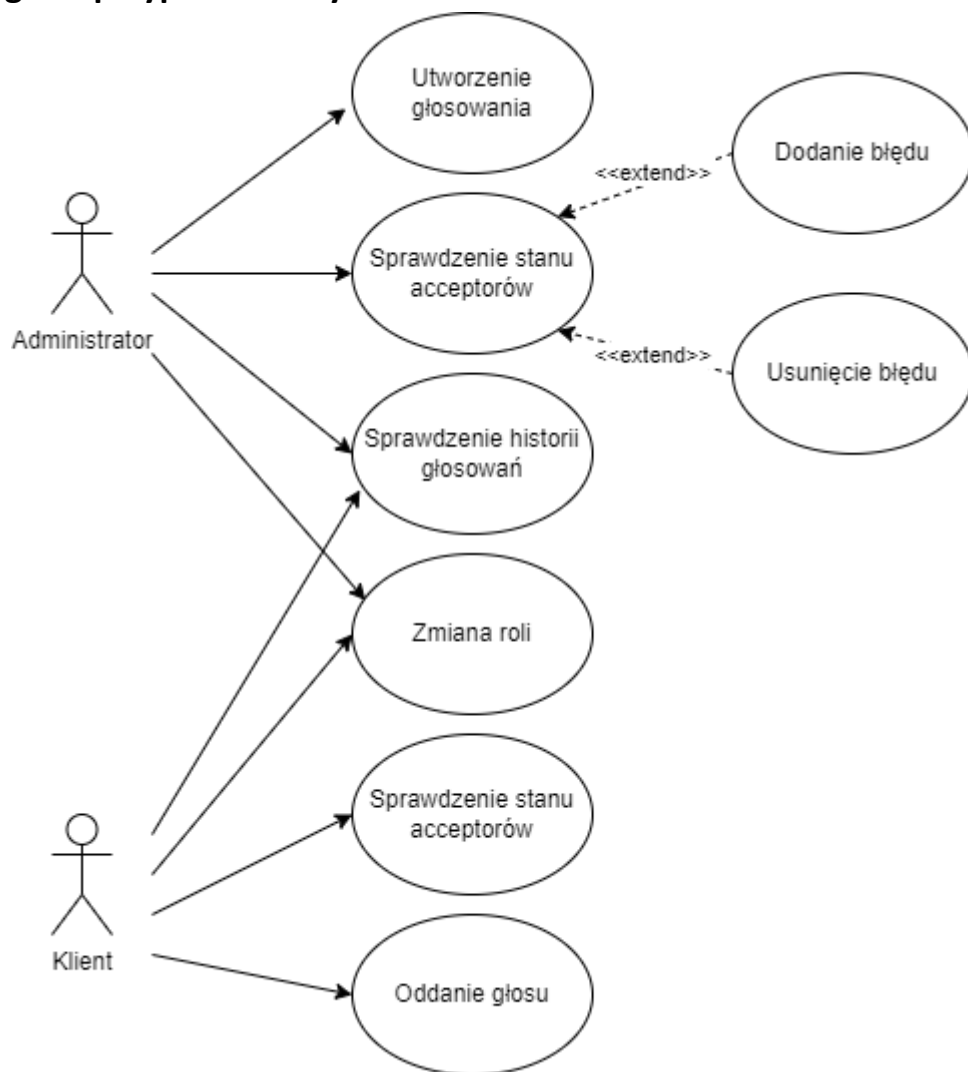 Utworzenie
głosowania
Dodanie błędu
<<extend>>
Sprawdzenie stanu
acceptorów
Administrator
<<extend>>
Usunięcie błędu
Sprawdzenie historii
głosowań
Zmiana roli
Sprawdzenie stanu
acceptorów
Klient
Oddanie głosu